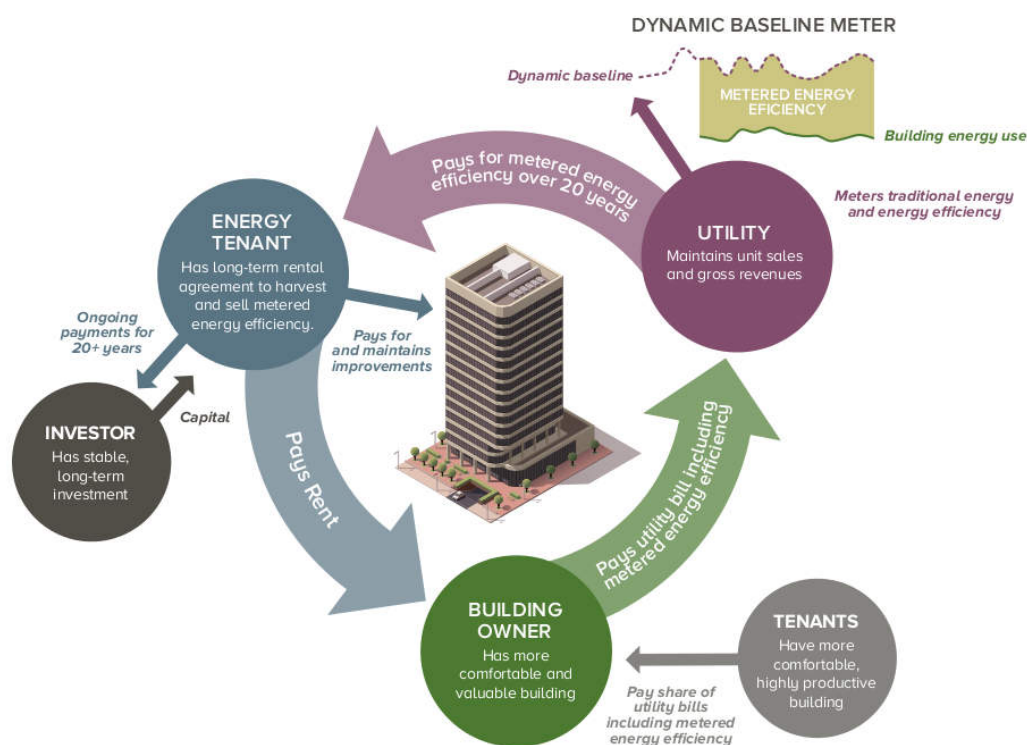 DYNAMIC BASELINE METER
Dynamic baseline
METERED ENERGY
EFICIENCY
Building energy use
Meters traditional energy
and energy efficiency
UTILITY
Maintains unit sales
and gross revenues
Pays for metered energy
efficiency over 20 years
ENERGY
TENANT
Has long-term rental
agreement to harvest
and sell metered
energy efficiency.
Pays for
and maintains
improvements
Ongoing
payments for
20+ years
Capital
INVESTOR
Has stable,
long-term
investment
Pays Rent
Pays utility bill including
metered energy efficiency
BUILDING
OWNER
Has more
comfortable and
valuable building
TENANTS
Have more
comfortable,
highly productive
building
Pay share of
utility bills
including metered
energy efficiency